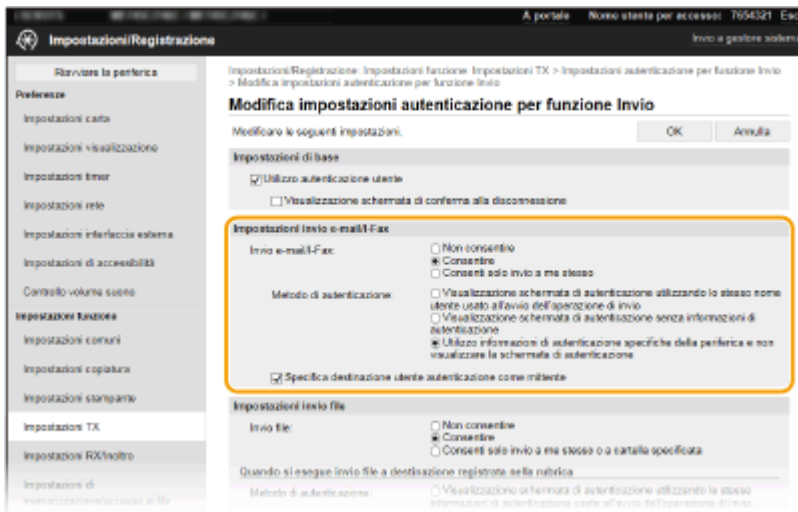 A portale Nome utente per accesso: 7654321 Esc
Impostazioni/Registrazione
Invio a gestore sistema
Riavviare la periferica
Preferenze
Impostazioni carta
Impostazioni visualizzazione
Impostazioni timer
Impostazioni rete
Impostazioni interfaccia esterna
Impostazioni di accessibilità
Controllo volume suono
Impostazioni funzione
Impostazioni comuni
Impostazioni copiatura
Impostazioni stampante
Impostazioni TX
Impostazioni RX/Inoltro
Impostazioni di
memorizzazione/accesso ai file
Impostazioni/Registrazione: Impostazioni funzione: Impostazioni TX > Impostazioni autenticazione per funzione Invio
> Modifica impostazioni autenticazione per funzione Invio
Modifica impostazioni autenticazione per funzione Invio
Modificare le seguenti impostazioni.
OK Annulla
Impostazioni di base
Utilizzo autenticazione utente
Visualizzazione schermata di conferma alla disconnessione
Impostazioni invio e-mail/I-Fax
Invio e-mail/I-Fax:
Non consentire
Consentire
Consenti solo invio a me stesso
Metodo di autenticazione:
Visualizzazione schermata di autenticazione utilizzando lo stesso nome
utente usato all'avvio dell'operazione di invio
Visualizzazione schermata di autenticazione senza informazioni di
autenticazione
Utilizzo informazioni di autenticazione specifiche della periferica e non
visualizzare la schermata di autenticazione
Specifica destinazione utente autenticazione come mittente
Impostazioni invio file
Invio file:
Non consentire
Consentire
Consenti solo invio a me stesso o a cartella specificata
Quando si esegue invio file a destinazione registrata nella rubrica
Metodo di autenticazione:
Visualizzazione schermata di autenticazione utilizzando lo stesso